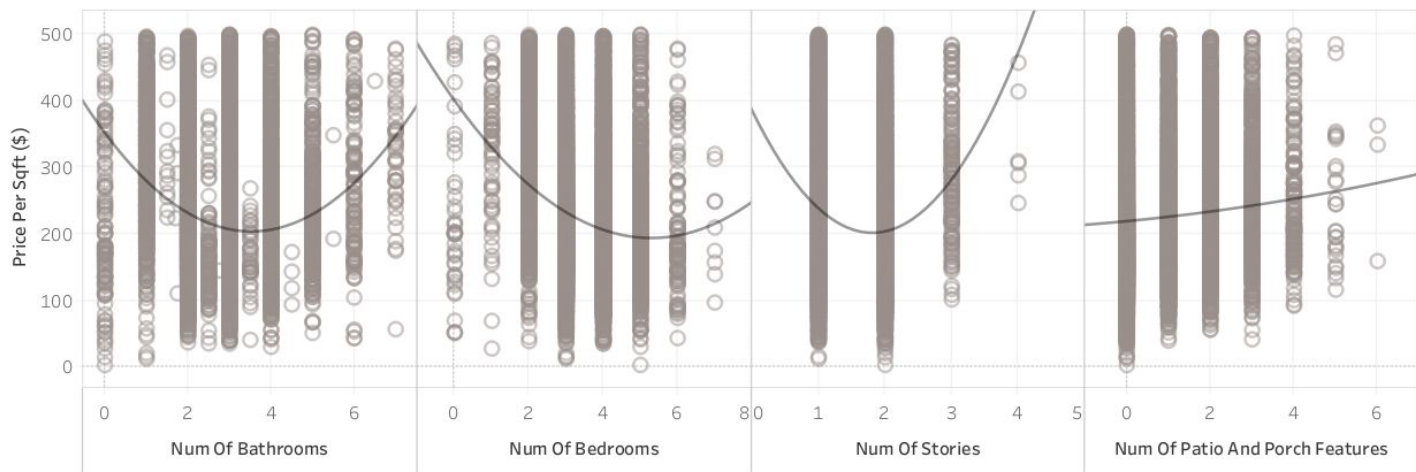 Price Per Sqft ($)
500
400
300
200
100
0
0 2 4 6 0 2 4 6 8 0 1 2 3 4 5 0 2 4 6
Num Of Bathrooms Num Of Bedrooms Num Of Stories Num Of Patio And Porch Features